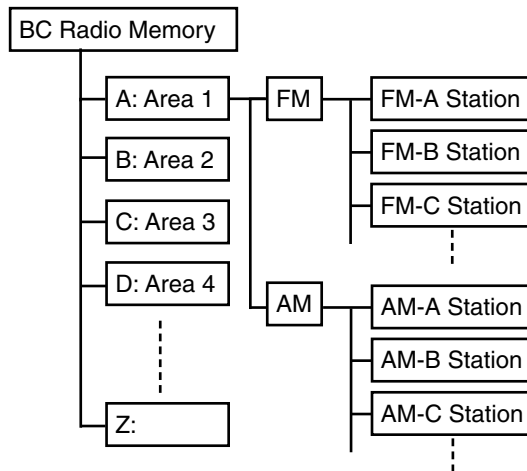 BC Radio Memory
A: Area 1
FM
FM-A Station
B: Area 2
FM-B Station
C: Area 3
FM-C Station
D: Area 4
AM
AM-A Station
AM-B Station
Z:
AM-C Station